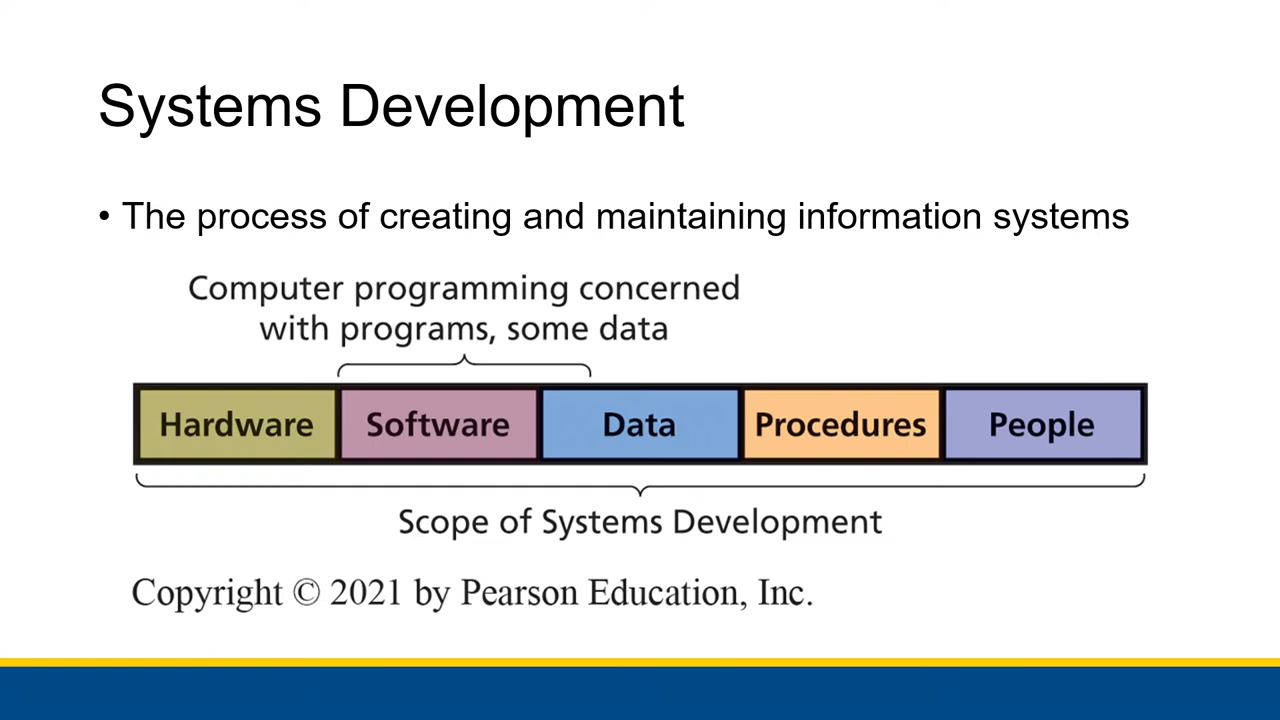 Systems Development
• The process of creating and maintaining information systems
Computer programming concerned
with programs, some data
Hardware Software Data Procedures People
Scope of Systems Development
Copyright © 2021 by Pearson Education, Inc.